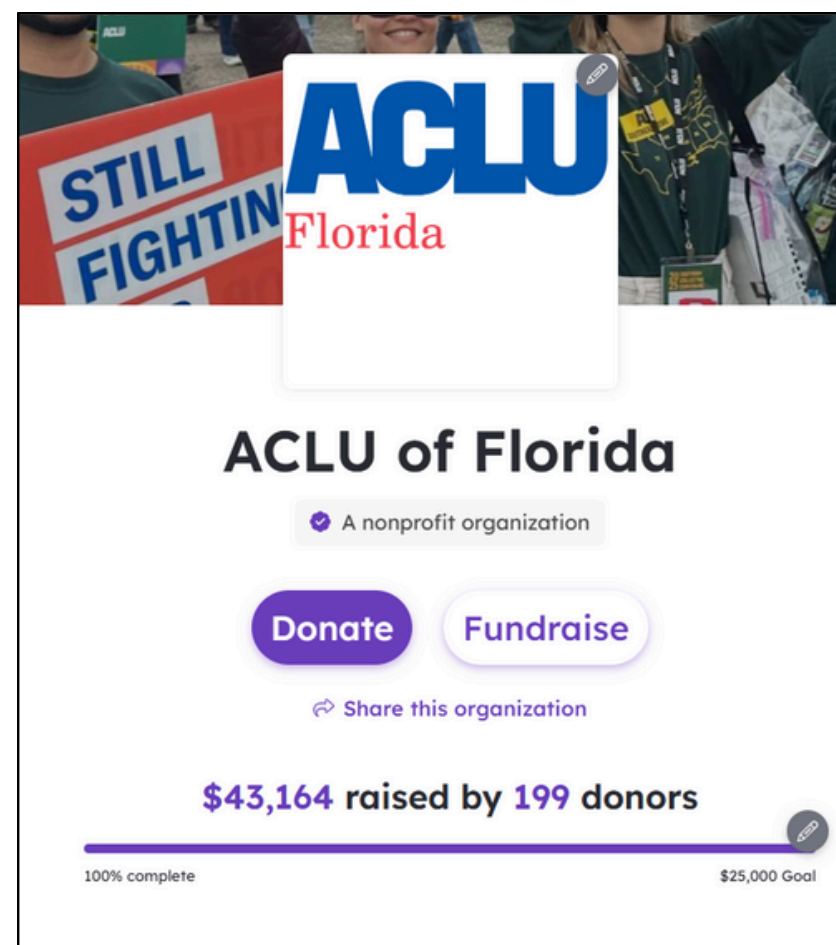 ACLU
STILL
FIGHTIN
ACLU
Florida
ACLU of Florida
A nonprofit organization
Donate
Fundraise
Share this organization
$43,164 raised by 199 donors
100% complete
$25,000 Goal